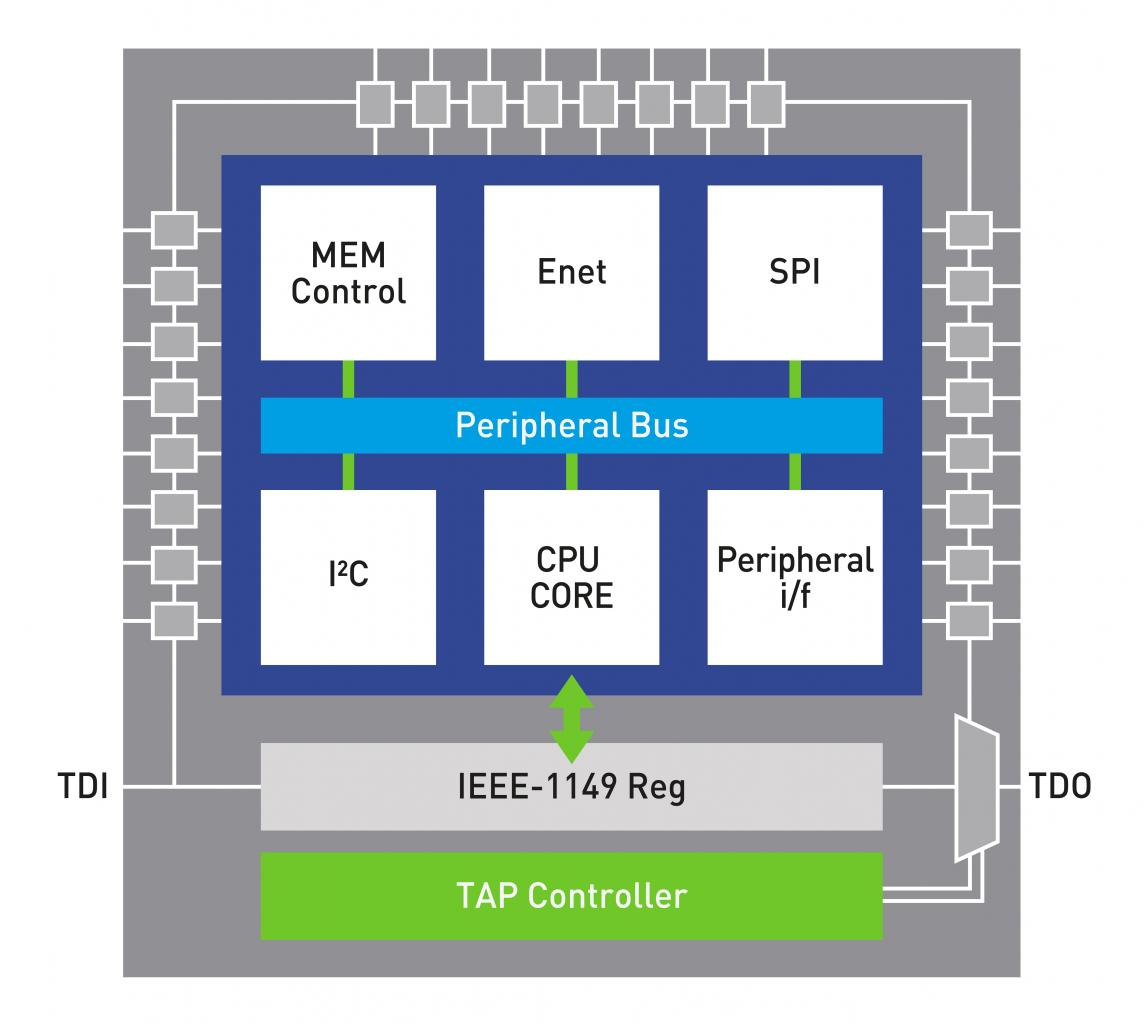 MEM
Control
Enet
SPI
Peripheral Bus
I²C
CPU
CORE
Peripheral
i/f
TDI
IEEE-1149 Reg
TDO
TAP Controller